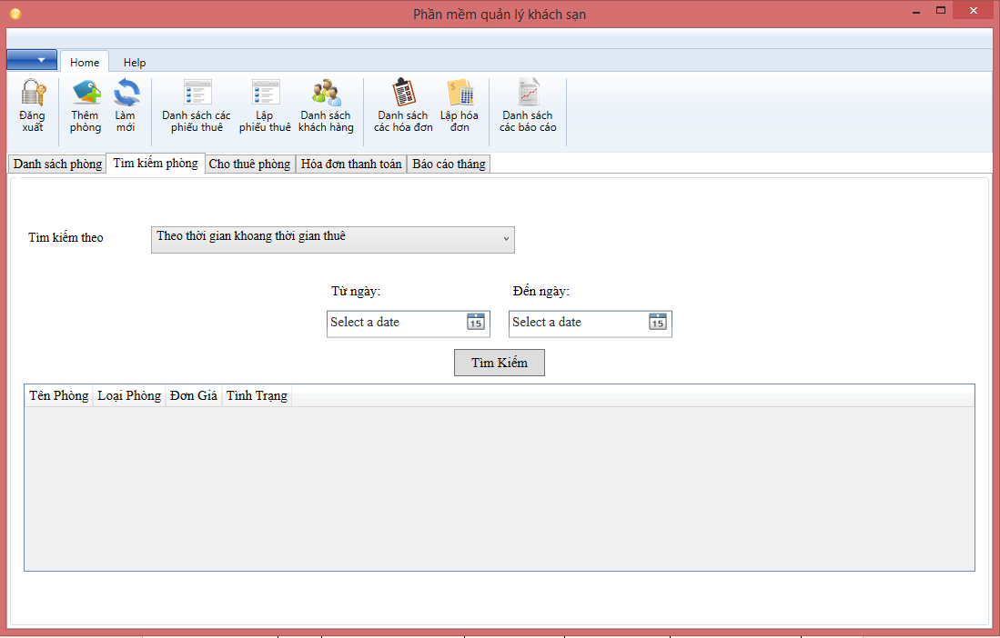 Phần mềm quản lý khách sạn
Home Help
Đăng xuất
Thêm phòng
Làm mới
Danh sách các phiếu thuê
Lập phiếu thuê
Danh sách khách hàng
Danh sách các hóa đơn
Lập hóa đơn
Danh sách các báo cáo
Danh sách phòng Tìm kiếm phòng Cho thuê phòng Hóa đơn thanh toán Báo cáo tháng
Tìm kiếm theo Theo thời gian khoang thời gian thuê
Từ ngày: Đến ngày:
Select a date 15 Select a date 15
Tìm Kiếm
Tên Phòng Loại Phòng Đơn Giá Tình Trạng